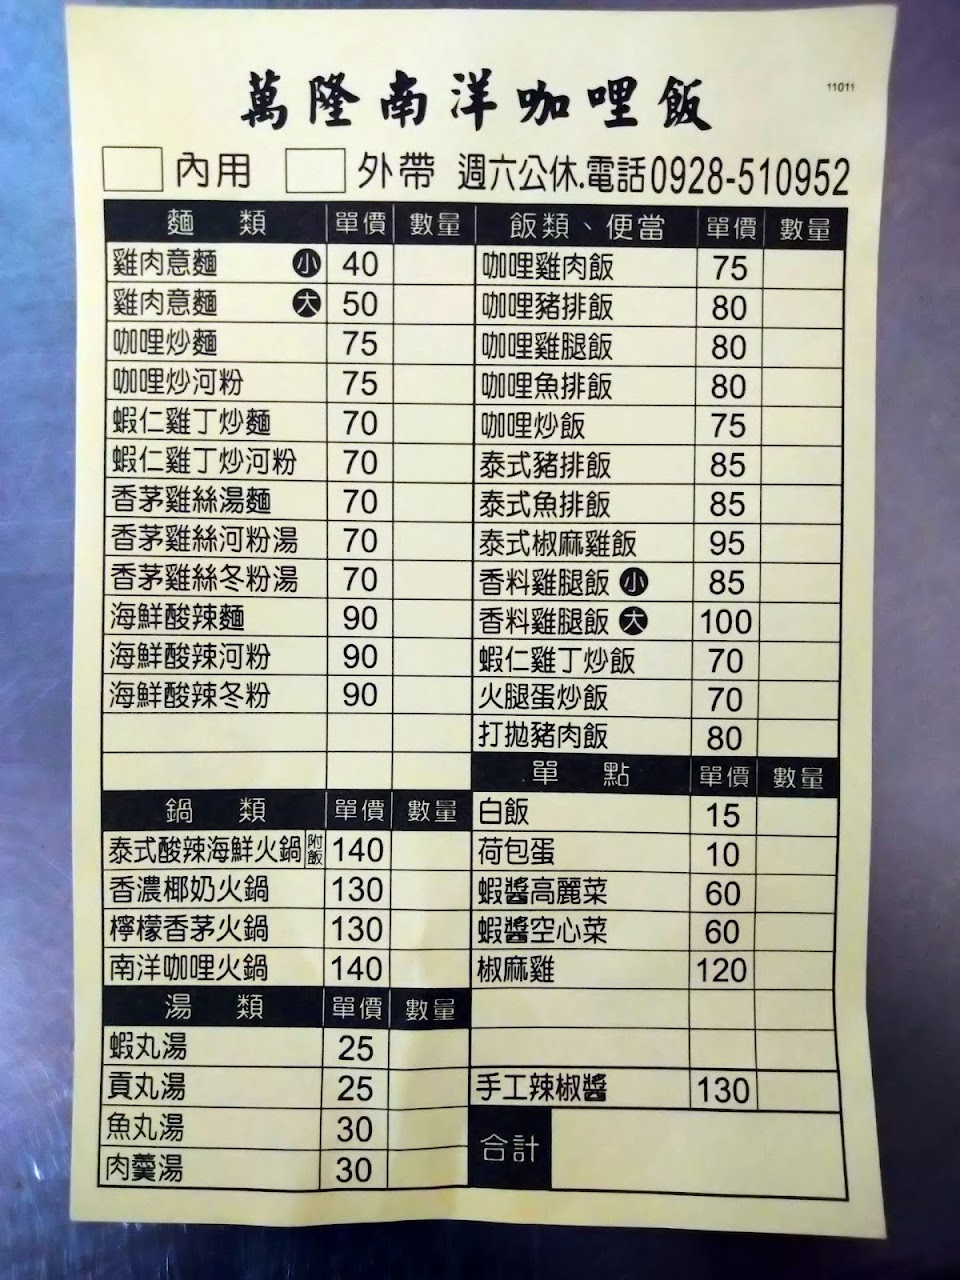 萬隆南洋咖哩飯
11011
內用 外帶 週六公休.電話0928-510952
麵類 單價 數量
雞肉意麵 小 40
雞肉意麵 大 50
咖哩炒麵 75
咖哩炒河粉 75
蝦仁雞丁炒麵 70
蝦仁雞丁炒河粉 70
香茅雞絲湯麵 70
香茅雞絲河粉湯 70
香茅雞絲冬粉湯 70
海鮮酸辣麵 90
海鮮酸辣河粉 90
海鮮酸辣冬粉 90
鍋類 單價 數量
泰式酸辣海鮮火鍋 附飯 140
香濃椰奶火鍋 130
檸檬香茅火鍋 130
南洋咖哩火鍋 140
湯類 單價 數量
蝦丸湯 25
貢丸湯 25
魚丸湯 30
肉羹湯 30
飯類、便當 單價 數量
咖哩雞肉飯 75
咖哩豬排飯 80
咖哩雞腿飯 80
咖哩魚排飯 80
咖哩炒飯 75
泰式豬排飯 85
泰式魚排飯 85
泰式椒麻雞飯 95
香料雞腿飯 小 85
香料雞腿飯 大 100
蝦仁雞丁炒飯 70
火腿蛋炒飯 70
打拋豬肉飯 80
單點 單價 數量
白飯 15
荷包蛋 10
蝦醬高麗菜 60
蝦醬空心菜 60
椒麻雞 120
手工辣椒醬 130
合計